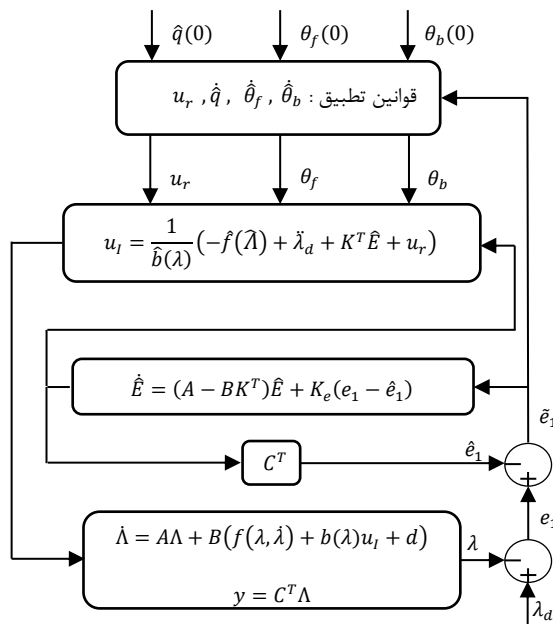 q̂(0) θ_f(0) θ_b(0)
قوانین تطبیق : u_r , q̂̇ , θ̂̇_f , θ̂̇_b
u_r θ_f θ_b
u_I = 1/b̂(λ) (−f̂(Λ̂) + λ̈_d + K^T Ê + u_r)
Ê̇ = (A − BK^T)Ê + K_e(e_1 − ê_1)
ẽ_1
C^T ê_1 −
+
e_1
Λ̇ = AΛ + B(f(λ, λ̇) + b(λ)u_I + d) λ −
+
y = C^T Λ
λ_d